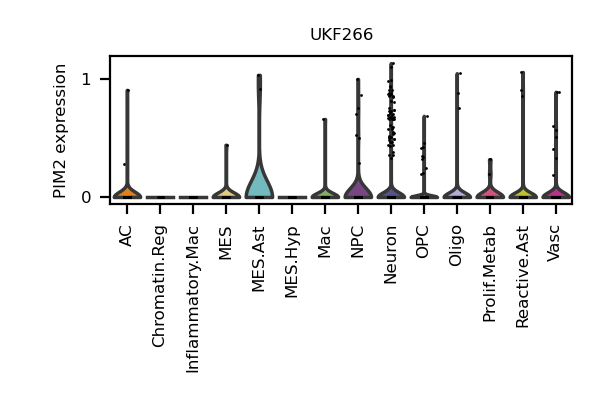 UKF266
PIM2 expression
1
0
AC
Chromatin.Reg
Inflammatory.Mac
MES
MES.Ast
MES.Hyp
Mac
NPC
Neuron
OPC
Oligo
Prolif.Metab
Reactive.Ast
Vasc